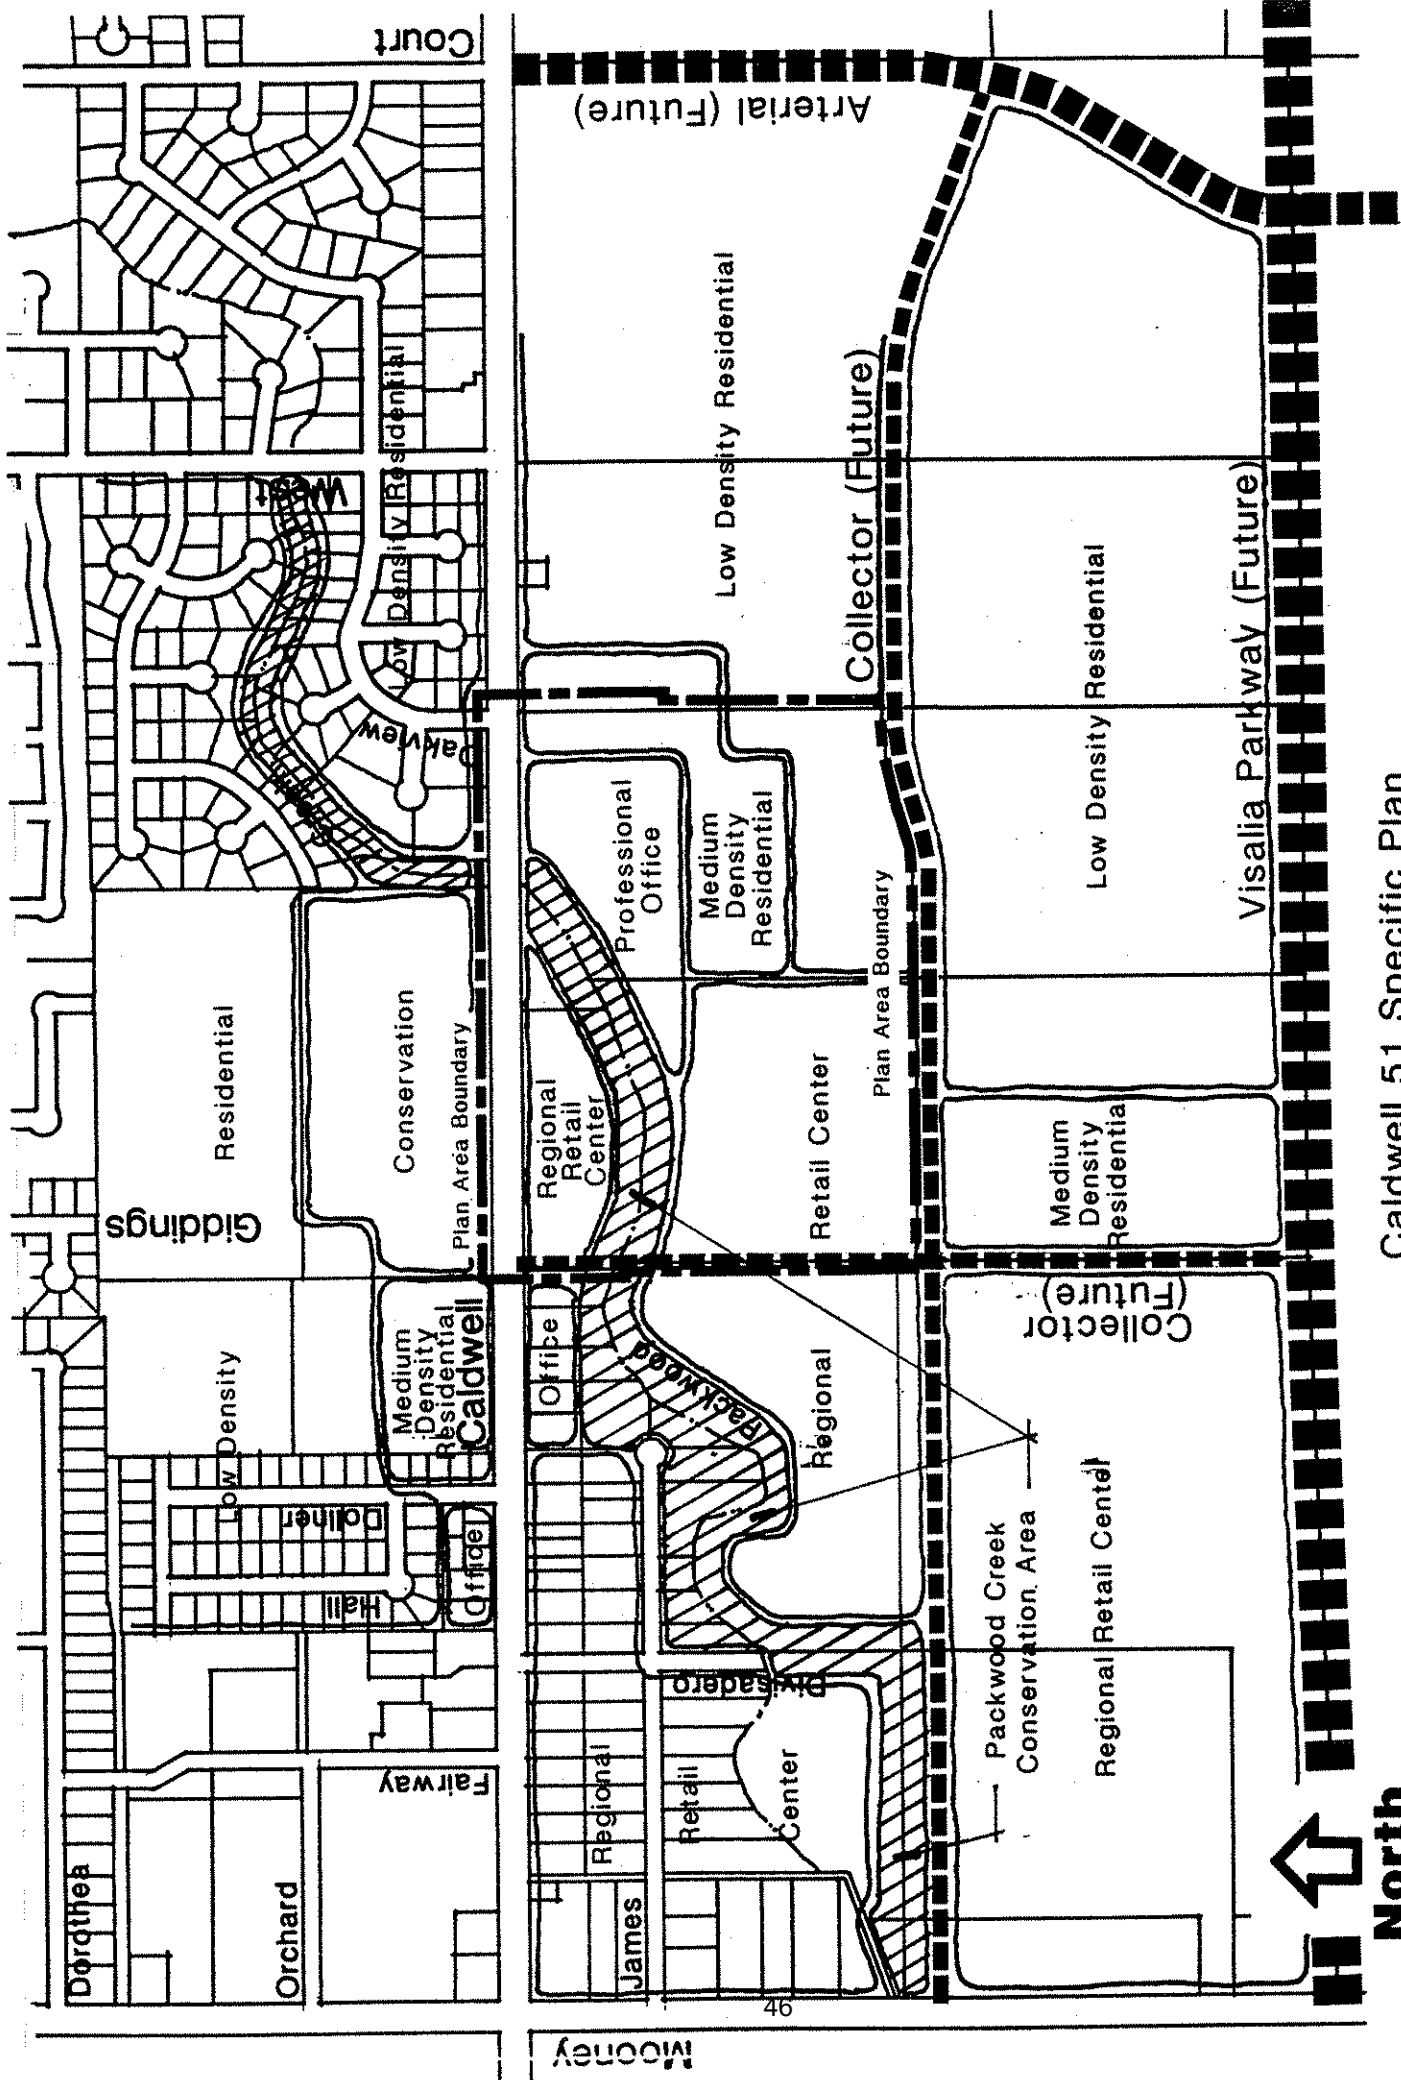 Court
Arterial (Future)
West
Low Density Residential
Low Density Residential
Collector (Future)
Low Density Residential
Visalia Parkway (Future)
Oakview
Creek
Professional
Office
Medium
Density
Residential
Plan Area Boundary
Residential
Conservation
Plan Area Boundary
Giddings
Regional
Retail
Center
Retail Center
Medium
Density
Residential
Collector
(Future)
Low Density
Medium
Density
Residential
Caldwell
Office
Packwood
Regional
Dollner
Hall
Office
Divisadero
Packwood Creek
Conservation Area
Regional Retail Center
Fairway
Regional
Retail
Center
Dorothea
Orchard
James
Mooney
46
North
Caldwell 51 Specific Plan